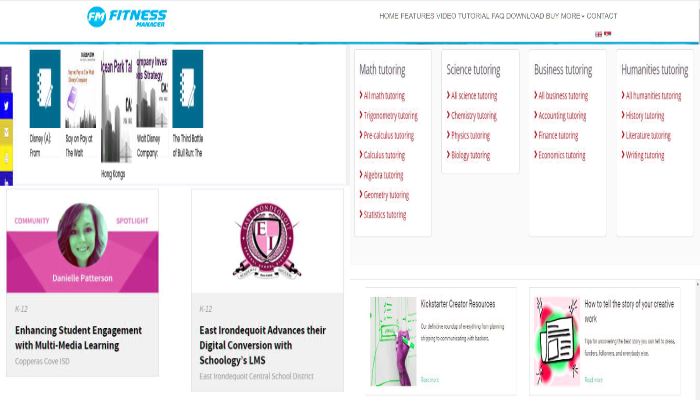 FM FITNESS
MANAGER
HOME FEATURES VIDEO TUTORIAL FAQ DOWNLOAD BUY MORE CONTACT
Disney (A):
From
Say on Pay at
The Walt
Hong Kongs
Walt Disney
Company:
The Third Battle
of Bull Run: The
Math tutoring
All math tutoring
Trigonometry tutoring
Pre-calculus tutoring
Calculus tutoring
Algebra tutoring
Geometry tutoring
Statistics tutoring
Science tutoring
All science tutoring
Chemistry tutoring
Physics tutoring
Biology tutoring
Business tutoring
All business tutoring
Accounting tutoring
Finance tutoring
Economics tutoring
Humanities tutoring
All humanities tutoring
History tutoring
Literature tutoring
Writing tutoring
COMMUNITY SPOTLIGHT
Danielle Patterson
K-12
Enhancing Student Engagement
with Multi-Media Learning
Copperas Cove ISD
EAST IRONDEQUOIT
E I
K-12
East Irondequoit Advances their
Digital Conversion with
Schoology's LMS
East Irondequoit Central School District
Kickstarter Creator Resources
Our definitive roundup of everything from planning
shipping to communicating with backers.
Read more
How to tell the story of your creative
work
Tips for uncovering the best story you can tell to press,
funders, followers, and everybody else.
Read more